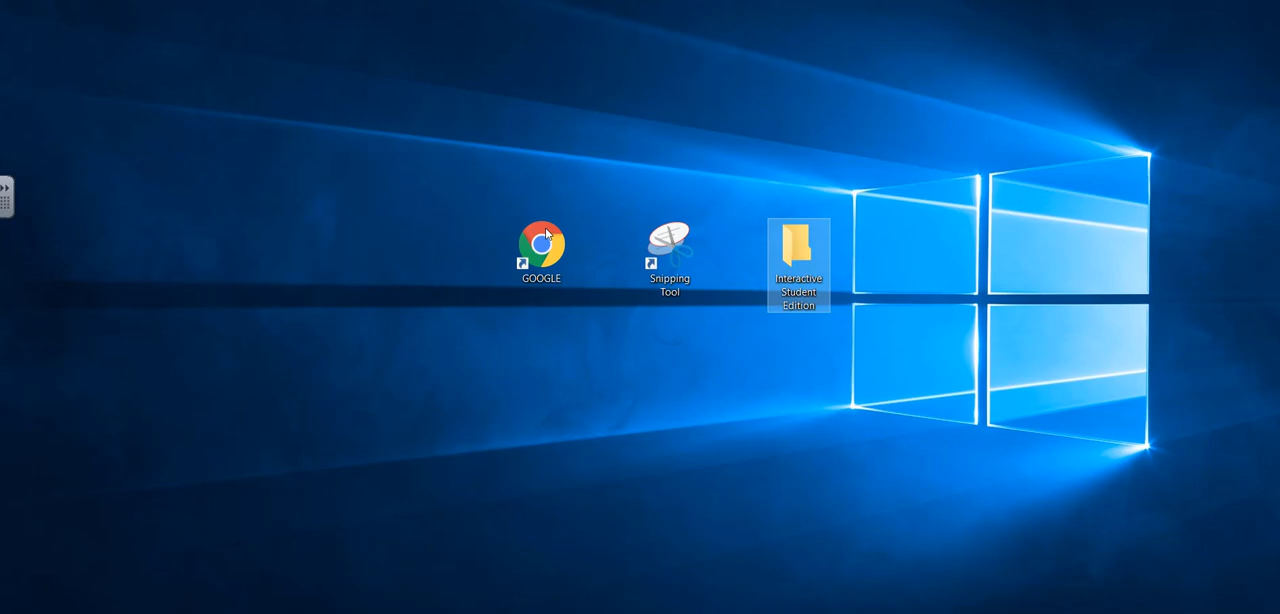 GOOGLE
Snipping
Tool
Interactive
Student
Edition